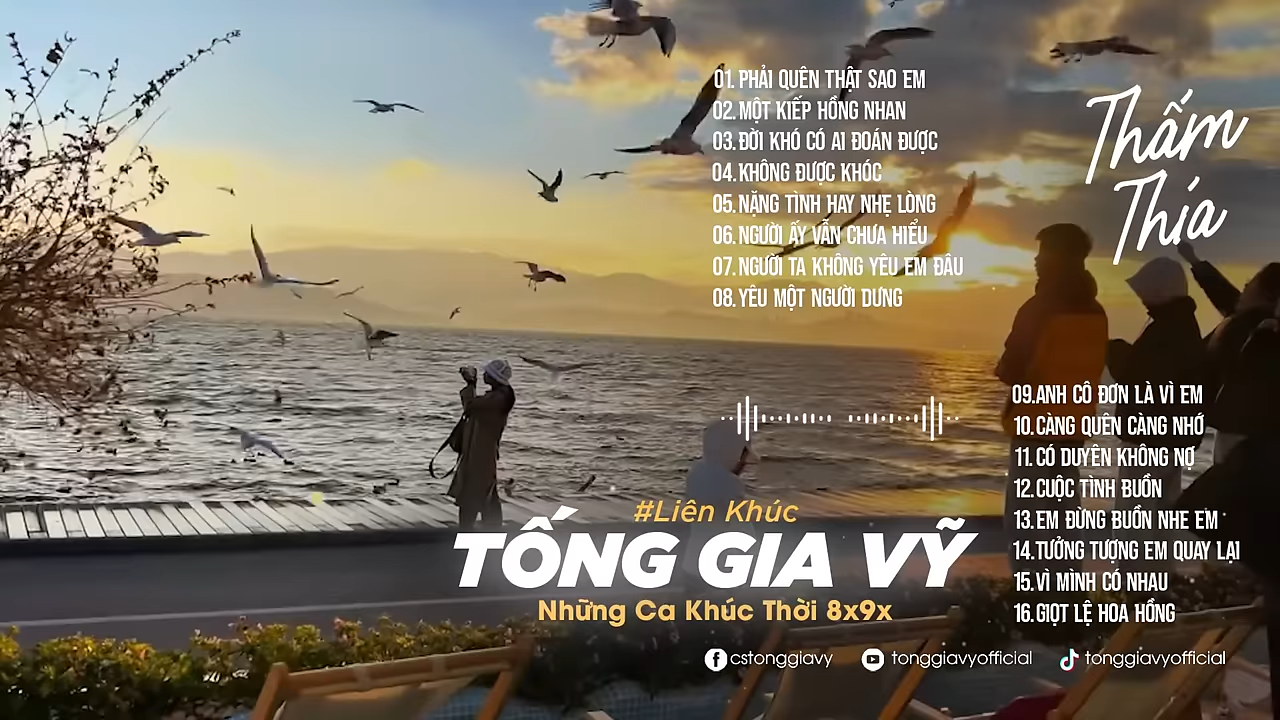 01. PHẢI QUÊN THẬT SAO EM
02. MỘT KIẾP HỒNG NHAN
03. ĐỜI KHÓ CÓ AI ĐOÁN ĐƯỢC
04. KHÔNG ĐƯỢC KHÓC
05. NẶNG TÌNH HAY NHẸ LÒNG
06. NGƯỜI ẤY VẪN CHƯA HIỂU
07. NGƯỜI TA KHÔNG YÊU EM ĐÂU
08. YÊU MỘT NGƯỜI DƯNG
Thấm
Thía
09. ANH CÔ ĐƠN LÀ VÌ EM
10. CÀNG QUÊN CÀNG NHỚ
11. CÓ DUYÊN KHÔNG NỢ
12. CUỘC TÌNH BUỒN
13. EM ĐỪNG BUỒN NHE EM
14. TƯỞNG TƯỢNG EM QUAY LẠI
15. VÌ MÌNH CÓ NHAU
16. GIỌT LỆ HOA HỒNG
#Liên Khúc
TỐNG GIA VỸ
Những Ca Khúc Thời 8x9x
cstonggiavy
tonggiavyofficial
tonggiavyofficial